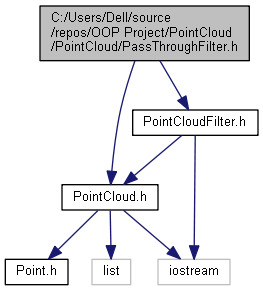 C:/Users/Dell/source
/repos/OOP Project/PointCloud
/PointCloud/PassThroughFilter.h
PointCloudFilter.h
PointCloud.h
Point.h
list
iostream